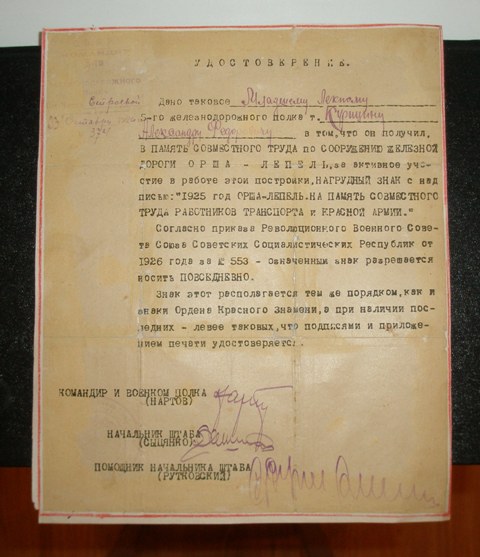 УДОСТОВЕРЕНИЕ.
Дано таковое Младшему Лекпому
5-го железнодорожного полка т.
Александру в том, что он получил,
В ПАМЯТЬ СОВМЕСТНОГО ТРУДА по СООРУЖЕНИЮ ЖЕЛЕЗНОЙ
ДОРОГИ ОРША - ЛЕПЕЛЬ, за активное уча-
стие в работе этой постройки, НАГРУДНЫЙ ЗНАК с над
писью: "1925 год ОРША-ЛЕПЕЛЬ. НА ПАМЯТЬ СОВМЕСТНОГО
ТРУДА РАБОТНИКОВ ТРАНСПОРТА и КРАСНОЙ АРМИИ."
Согласно приказа Революционного Военного Сове-
та Союза Советских Социалистических Республик от
1926 года за № 553 - означенный знак разрешается
носить ПОВСЕДНЕВНО.
Знак этот располагается тем же порядком, как и
знаки Ордена Красного Знамени, а при наличии пос-
ледних - левее таковых, что подписями и приложе-
нием печати удостоверяется.
КОМАНДИР И ВОЕНКОМ ПОЛКА
(НАРТОВ)
НАЧАЛЬНИК ШТАБА
(СЫЦЯНКО)
ПОМОЩНИК НАЧАЛЬНИКА ШТАБА
(РУТКОВСКИЙ)